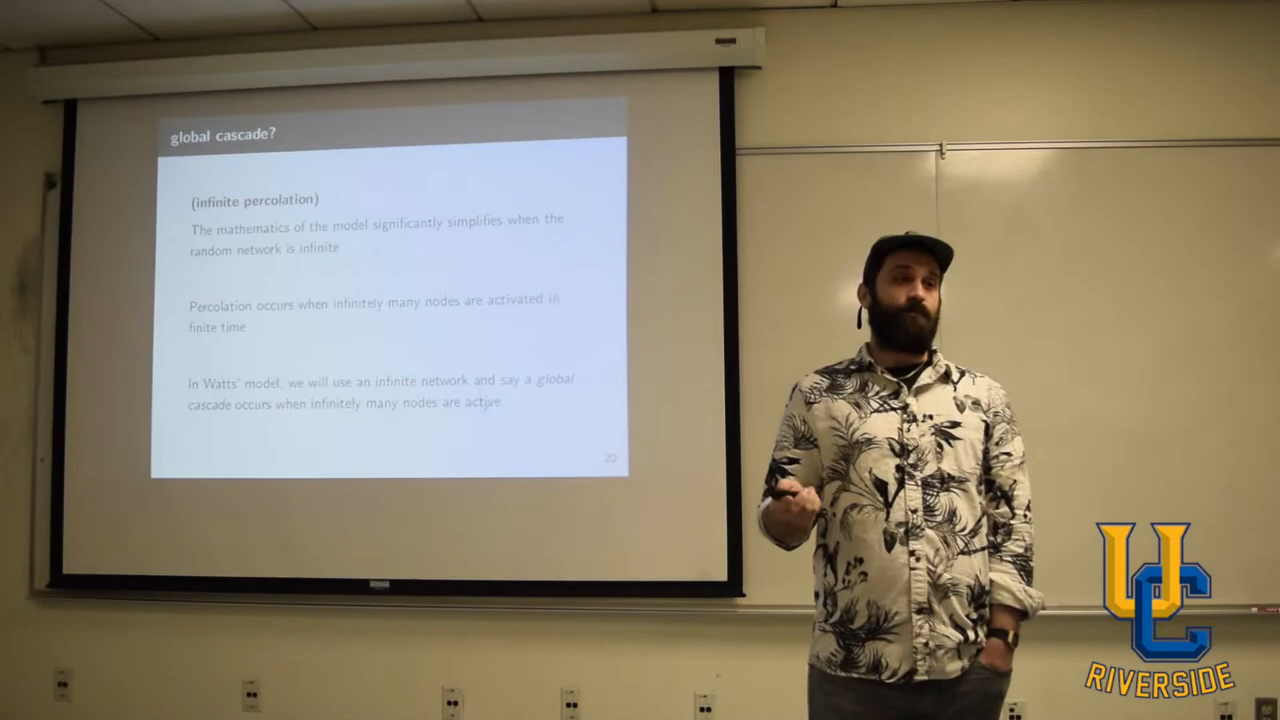 global cascade?
(infinite percolation)
The mathematics of the model significantly simplifies when the
random network is infinite
Percolation occurs when infinitely many nodes are activated in
finite time
In Watts' model, we will use an infinite network and say a global
cascade occurs when infinitely many nodes are active
22
UC
RIVERSIDE